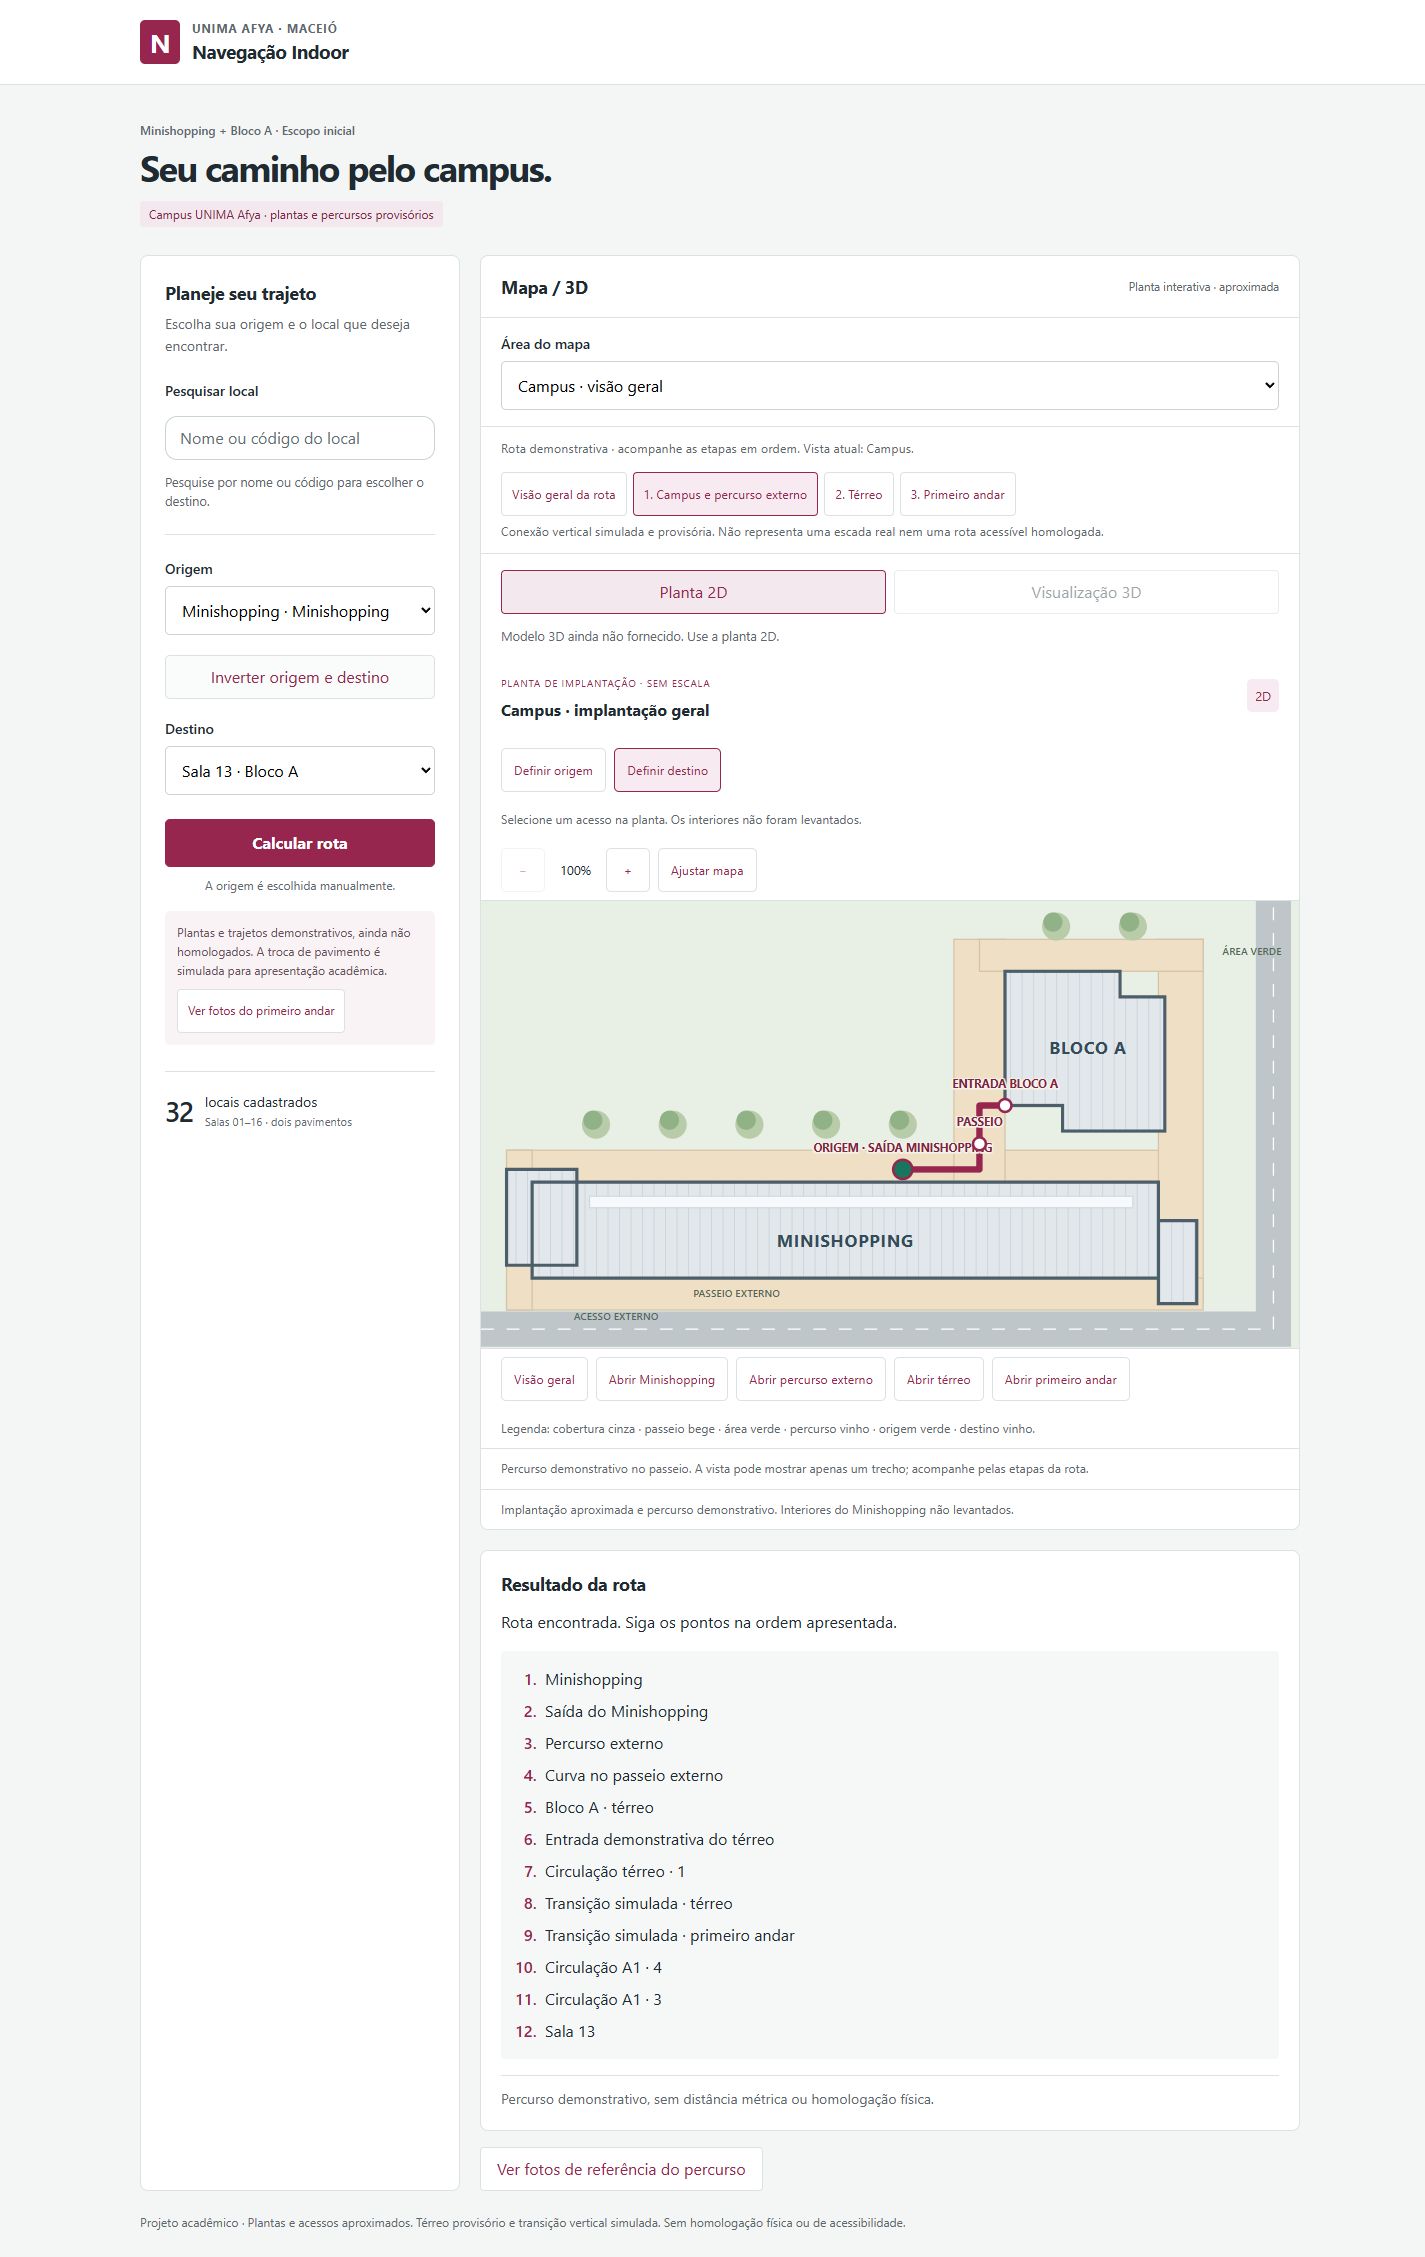 N
UNIMA AFYA · MACEIÓ
Navegação Indoor
Minishopping + Bloco A · Escopo inicial
Seu caminho pelo campus.
Campus UNIMA Afya · plantas e percursos provisórios
Planeje seu trajeto
Escolha sua origem e o local que deseja
encontrar.
Pesquisar local
Nome ou código do local
Pesquise por nome ou código para escolher o
destino.
Origem
Minishopping · Minishopping
Inverter origem e destino
Destino
Sala 13 · Bloco A
Calcular rota
A origem é escolhida manualmente.
Plantas e trajetos demonstrativos, ainda não
homologados. A troca de pavimento é
simulada para apresentação acadêmica.
Ver fotos do primeiro andar
32
locais cadastrados
Salas 01–16 · dois pavimentos
Mapa / 3D
Planta interativa · aproximada
Área do mapa
Campus · visão geral
Rota demonstrativa · acompanhe as etapas em ordem. Vista atual: Campus.
Visão geral da rota
1. Campus e percurso externo
2. Térreo
3. Primeiro andar
Conexão vertical simulada e provisória. Não representa uma escada real nem uma rota acessível homologada.
Planta 2D
Visualização 3D
Modelo 3D ainda não fornecido. Use a planta 2D.
PLANTA DE IMPLANTAÇÃO · SEM ESCALA
Campus · implantação geral
2D
Definir origem
Definir destino
Selecione um acesso na planta. Os interiores não foram levantados.
−
100%
+
Ajustar mapa
ÁREA VERDE
BLOCO A
ENTRADA BLOCO A
PASSEIO
ORIGEM · SAÍDA MINISHOPPING
MINISHOPPING
PASSEIO EXTERNO
ACESSO EXTERNO
Visão geral
Abrir Minishopping
Abrir percurso externo
Abrir térreo
Abrir primeiro andar
Legenda: cobertura cinza · passeio bege · área verde · percurso vinho · origem verde · destino vinho.
Percurso demonstrativo no passeio. A vista pode mostrar apenas um trecho; acompanhe pelas etapas da rota.
Implantação aproximada e percurso demonstrativo. Interiores do Minishopping não levantados.
Resultado da rota
Rota encontrada. Siga os pontos na ordem apresentada.
1. Minishopping
2. Saída do Minishopping
3. Percurso externo
4. Curva no passeio externo
5. Bloco A · térreo
6. Entrada demonstrativa do térreo
7. Circulação térreo · 1
8. Transição simulada · térreo
9. Transição simulada · primeiro andar
10. Circulação A1 · 4
11. Circulação A1 · 3
12. Sala 13
Percurso demonstrativo, sem distância métrica ou homologação física.
Ver fotos de referência do percurso
Projeto acadêmico · Plantas e acessos aproximados. Térreo provisório e transição vertical simulada. Sem homologação física ou de acessibilidade.